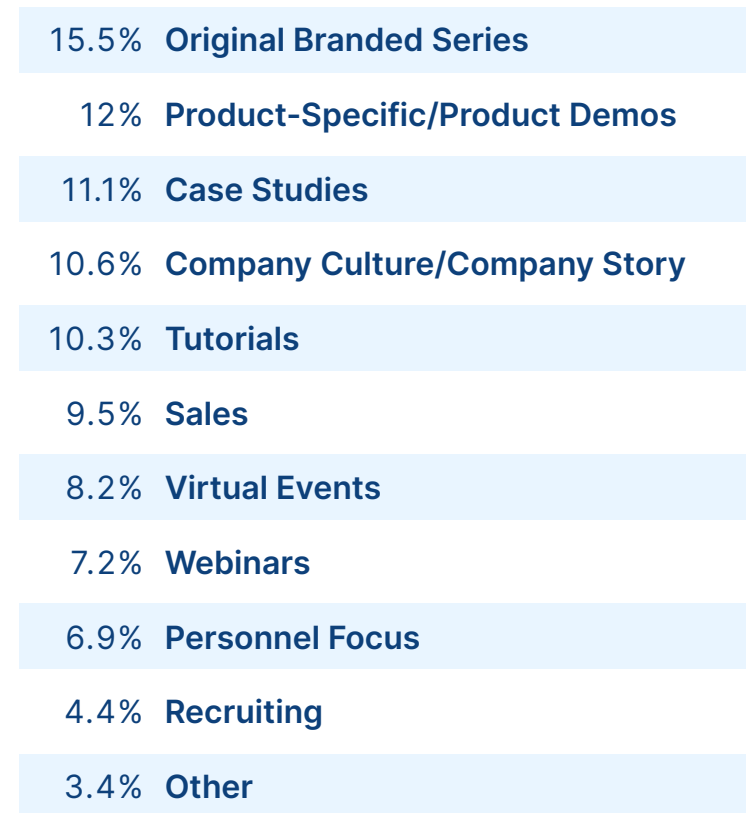 15.5% Original Branded Series
12% Product-Specific/Product Demos
11.1% Case Studies
10.6% Company Culture/Company Story
10.3% Tutorials
9.5% Sales
8.2% Virtual Events
7.2% Webinars
6.9% Personnel Focus
4.4% Recruiting
3.4% Other